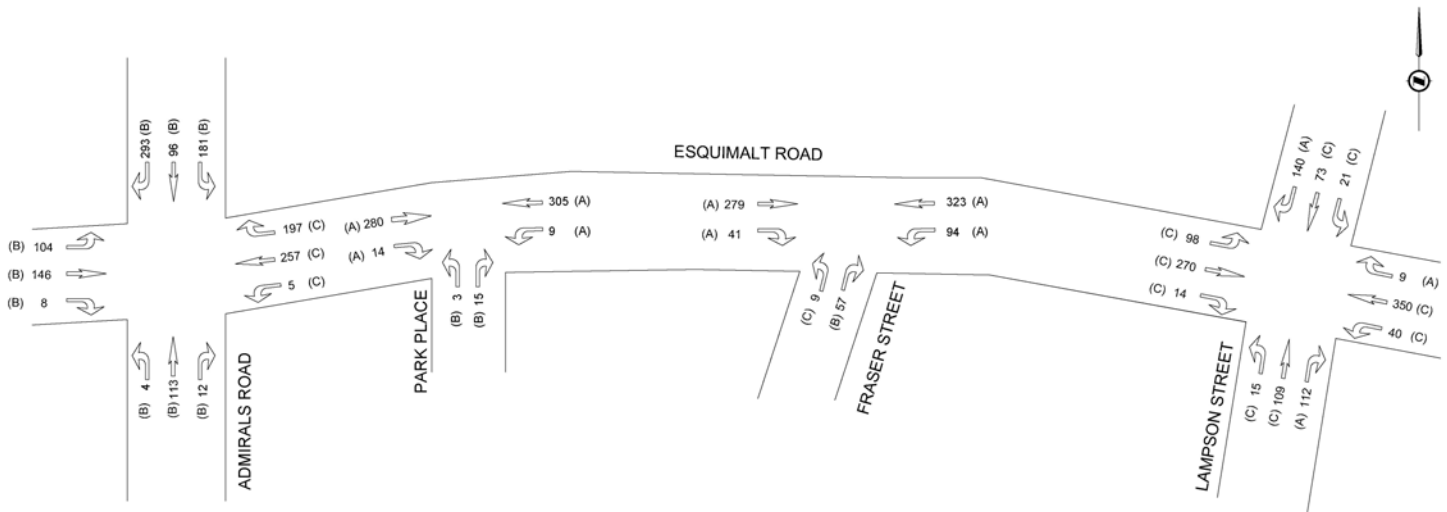 293 (B)
96 (B)
181 (B)
(B) 104
(B) 146
(B) 8
(B) 4
(B) 113
(B) 12
ADMIRALS ROAD
197 (C)
257 (C)
5 (C)
(A) 280
(A) 14
PARK PLACE
(B) 3
(B) 15
305 (A)
9 (A)
ESQUIMALT ROAD
(A) 279
(A) 41
(C) 9
(B) 57
FRASER STREET
323 (A)
94 (A)
(C) 98
(C) 270
(C) 14
LAMPSON STREET
140 (A)
73 (C)
21 (C)
(C) 15
(C) 109
(A) 112
9 (A)
350 (C)
40 (C)